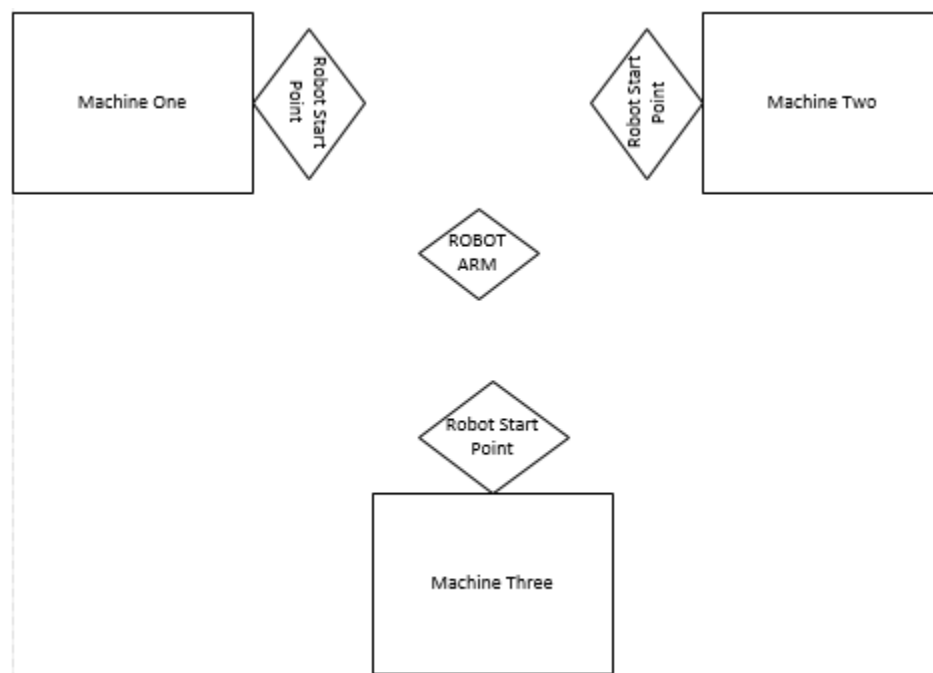 Machine One
Robot Start
Point
Robot Start
Point
Machine Two
ROBOT
ARM
Robot Start
Point
Machine Three